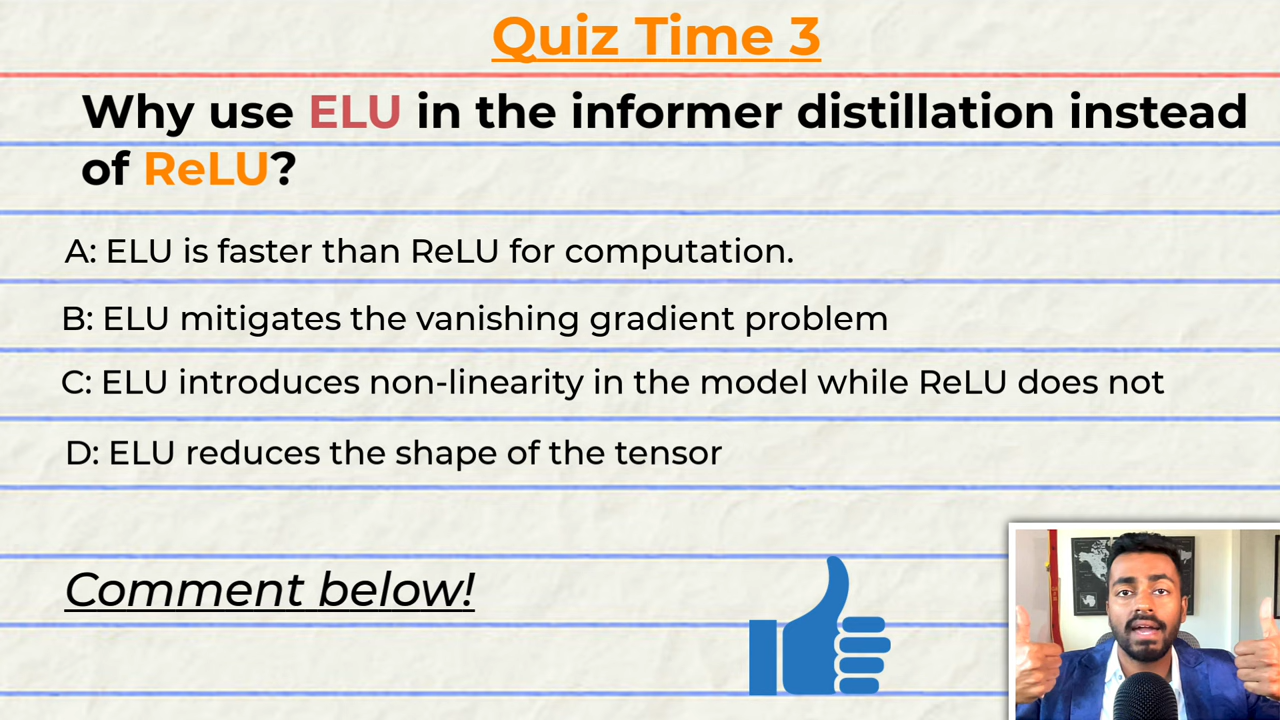 Quiz Time 3
Why use ELU in the informer distillation instead
of ReLU?
A: ELU is faster than ReLU for computation.
B: ELU mitigates the vanishing gradient problem
C: ELU introduces non-linearity in the model while ReLU does not
D: ELU reduces the shape of the tensor
Comment below!